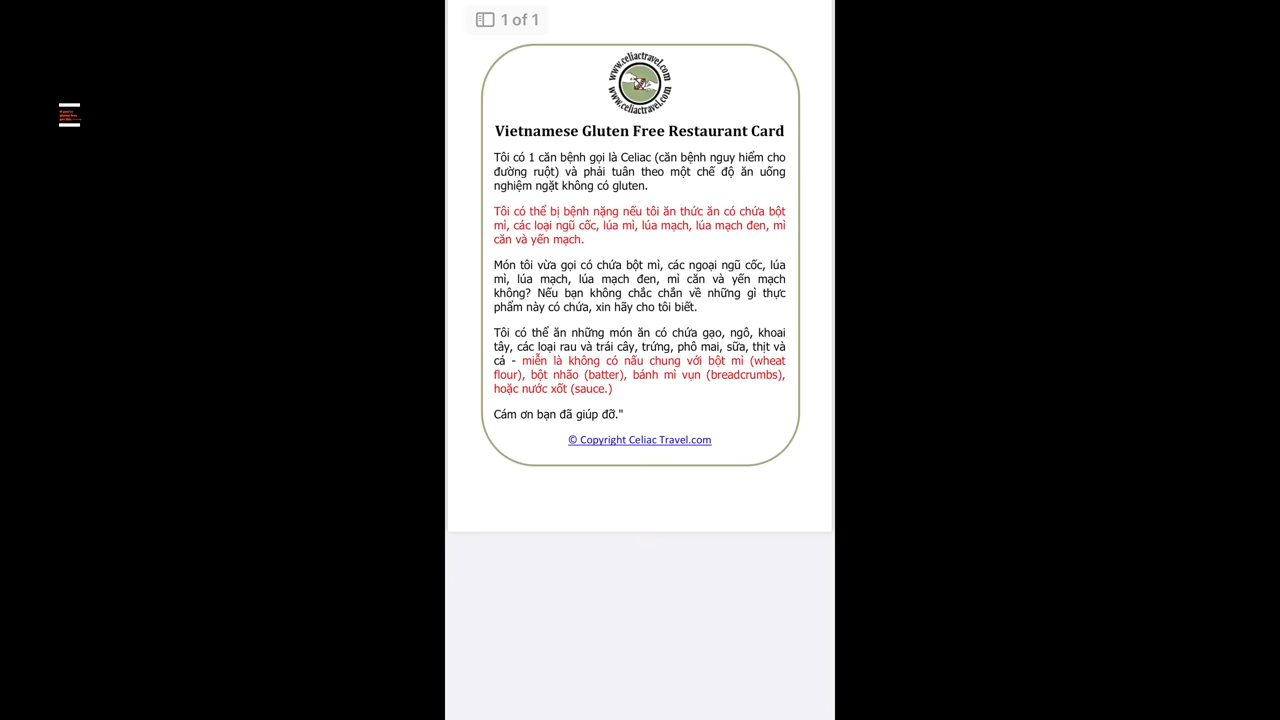 1 of 1
www.celiactravel.com
www.celiactravel.com
Vietnamese Gluten Free Restaurant Card
Tôi có 1 căn bệnh gọi là Celiac (căn bệnh nguy hiểm cho
đường ruột) và phải tuân theo một chế độ ăn uống
nghiệm ngặt không có gluten.
Tôi có thể bị bệnh nặng nếu tôi ăn thức ăn có chứa bột
mì, các loại ngũ cốc, lúa mì, lúa mạch, lúa mạch đen, mì
căn và yến mạch.
Món tôi vừa gọi có chứa bột mì, các ngoại ngũ cốc, lúa
mì, lúa mạch, lúa mạch đen, mì căn và yến mạch
không? Nếu bạn không chắc chắn về những gì thực
phẩm này có chứa, xin hãy cho tôi biết.
Tôi có thể ăn những món ăn có chứa gạo, ngô, khoai
tây, các loại rau và trái cây, trứng, phô mai, sữa, thịt và
cá - miễn là không có nấu chung với bột mì (wheat
flour), bột nhão (batter), bánh mì vụn (breadcrumbs),
hoặc nước xốt (sauce.)
Cám ơn bạn đã giúp đỡ."
© Copyright Celiac Travel.com